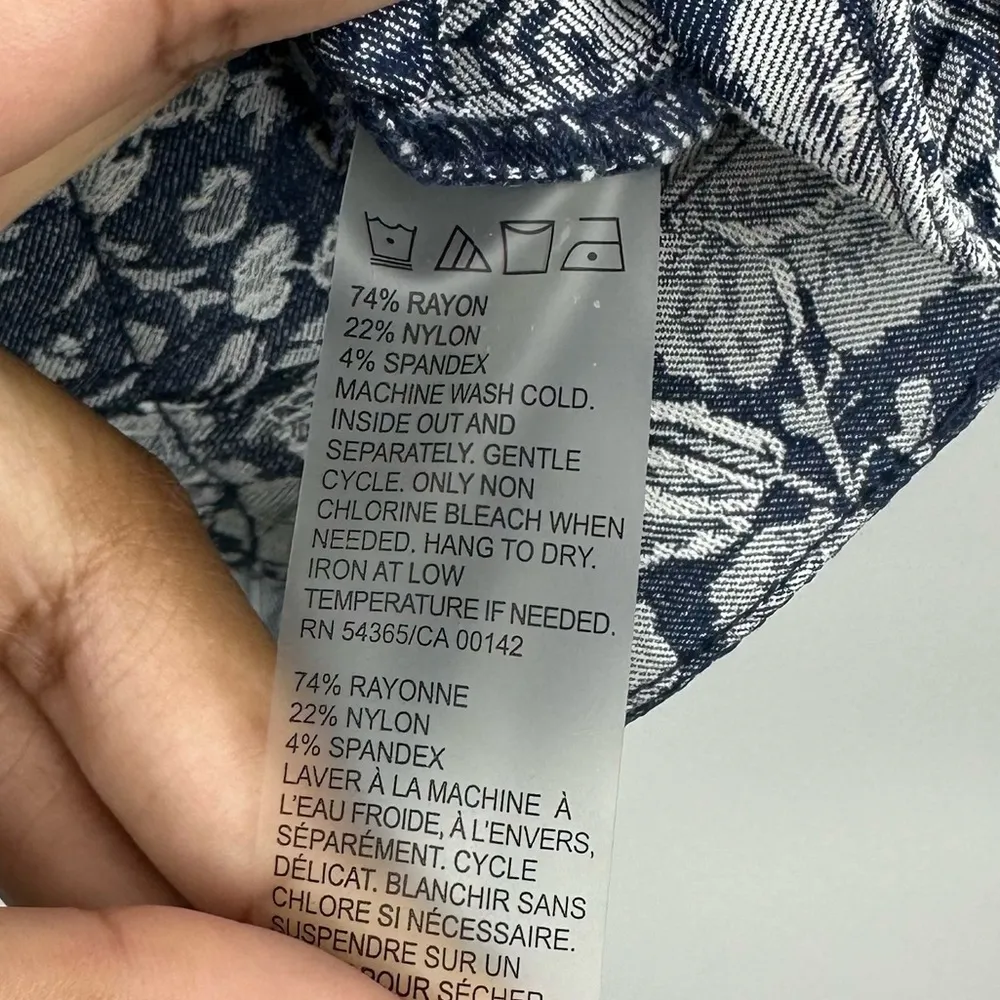 74% RAYON
22% NYLON
4% SPANDEX
MACHINE WASH COLD.
INSIDE OUT AND
SEPARATELY. GENTLE
CYCLE. ONLY NON
CHLORINE BLEACH WHEN
NEEDED. HANG TO DRY.
IRON AT LOW
TEMPERATURE IF NEEDED.
RN 54365/CA 00142
74% RAYONNE
22% NYLON
4% SPANDEX
LAVER À LA MACHINE À
L'EAU FROIDE, À L'ENVERS,
SÉPARÉMENT. CYCLE
DÉLICAT. BLANCHIR SANS
CHLORE SI NÉCESSAIRE.
SUSPENDRE SUR UN
POUR SÉCHER